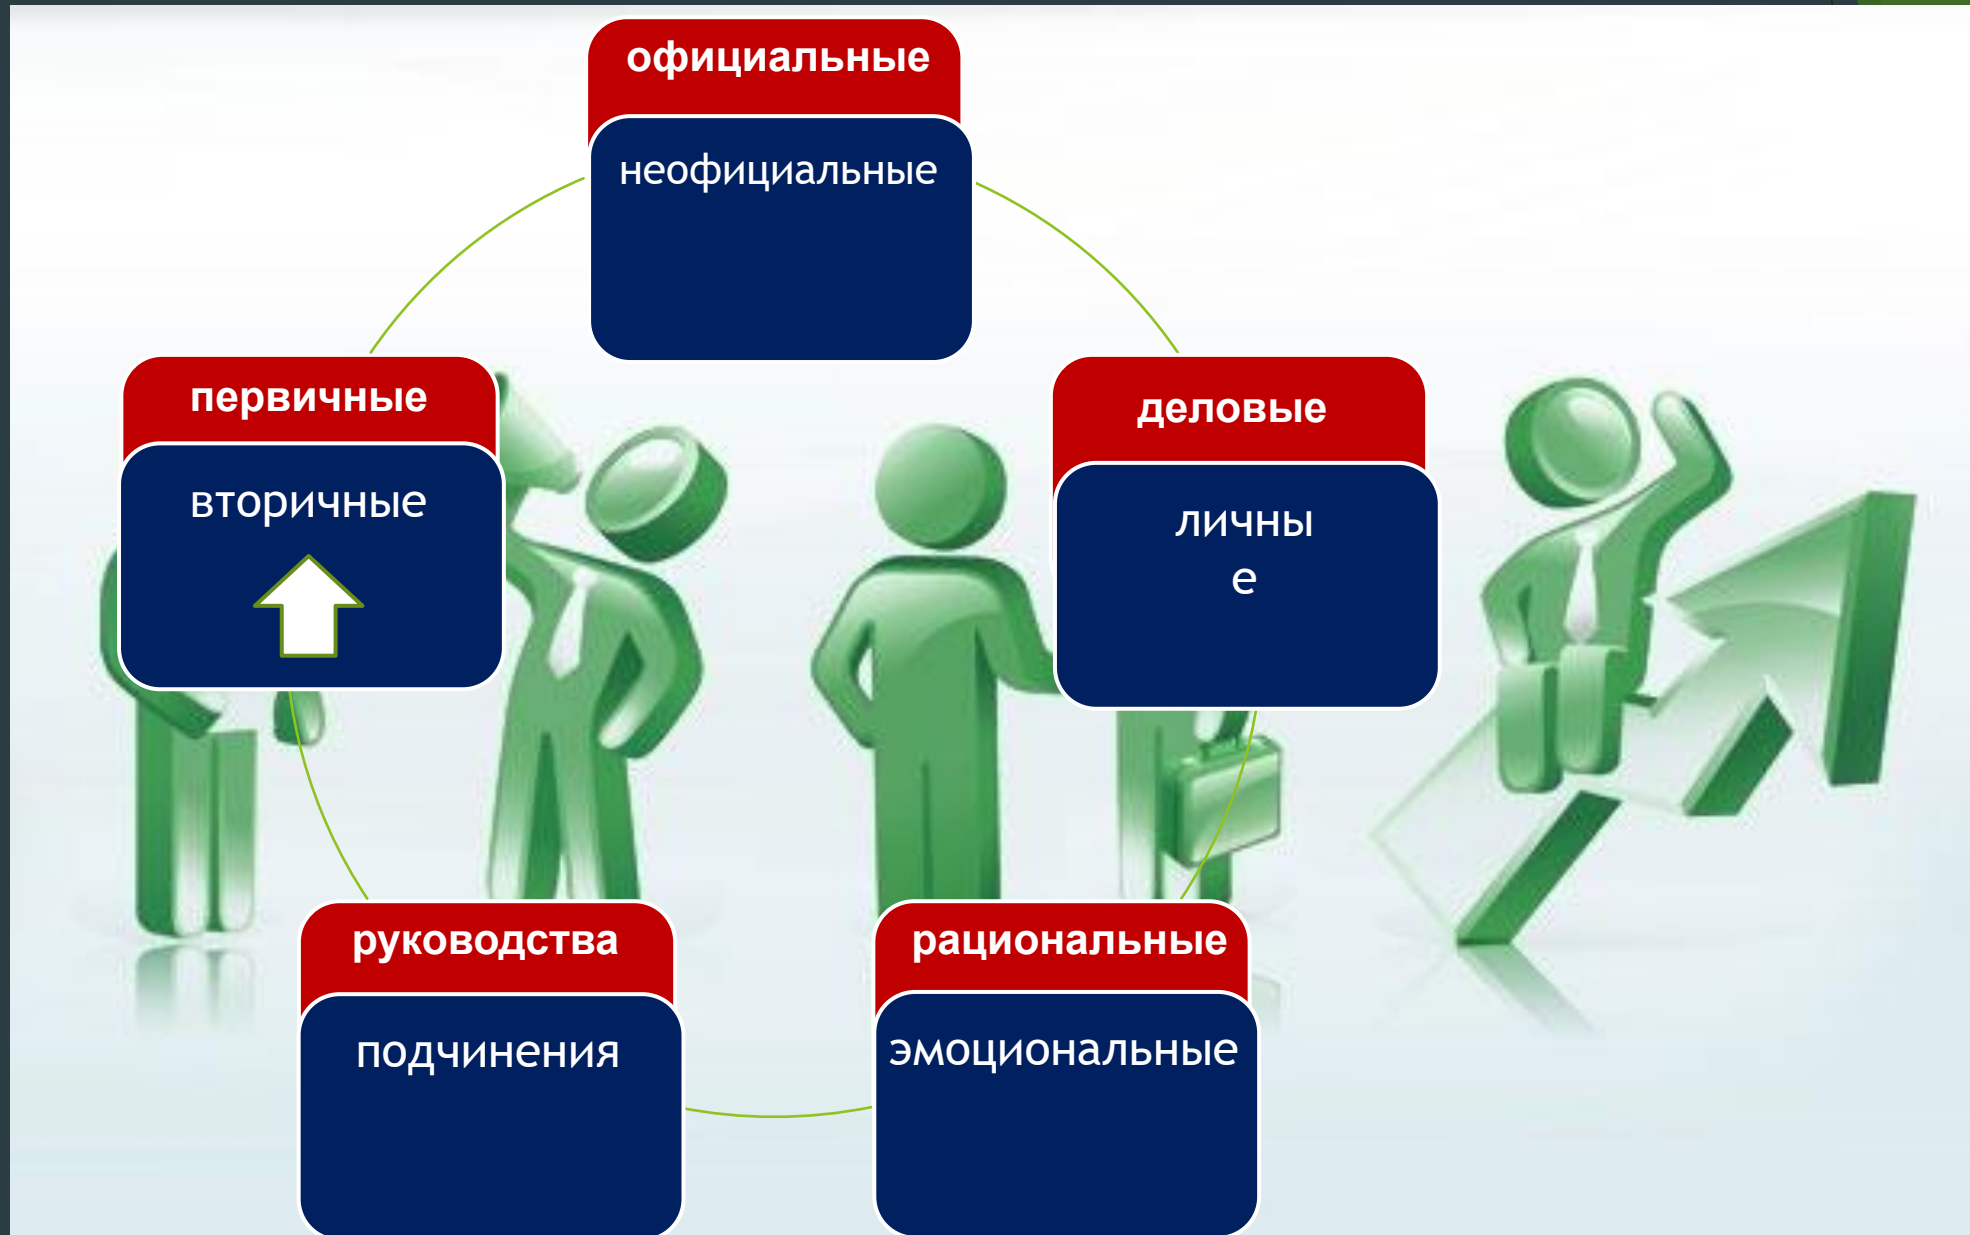 официальные
неофициальные
первичные
вторичные
деловые
личны
е
руководства
подчинения
рациональные
эмоциональные